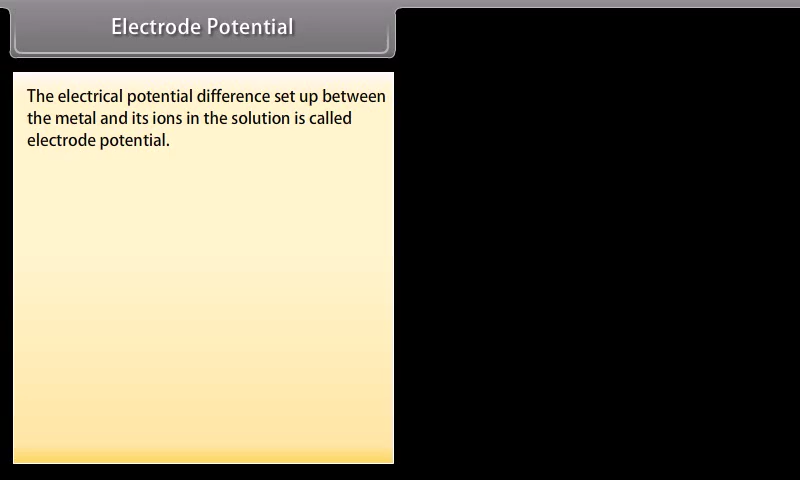 Electrode Potential
The electrical potential difference set up between
the metal and its ions in the solution is called
electrode potential.